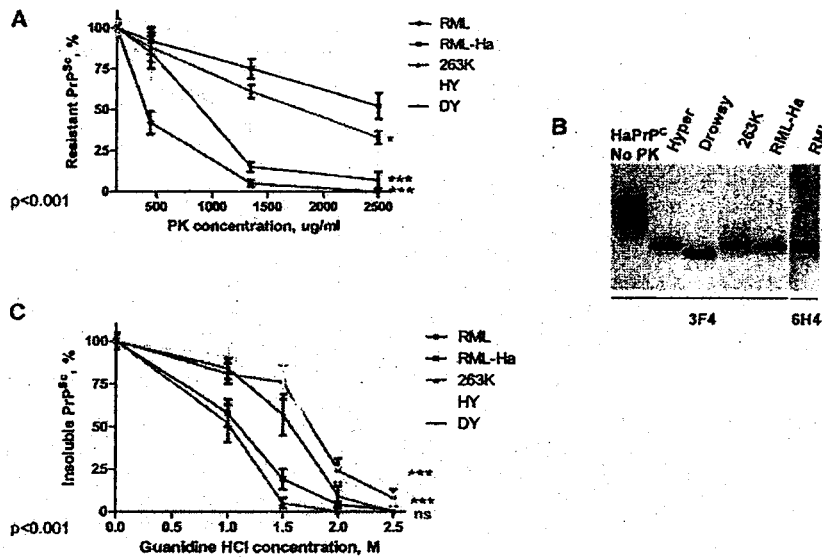 A
Resistant PrPSc, %
100
75
50
25
0
500
1000
1500
2000
2500
PK concentration, ug/ml
p<0.001
*
***
***
RML
RML-Ha
263K
HY
DY
B
HaPrPC
No PK
Hyper
Drowsy
263K
RML-Ha
RML
3F4
6H4
C
Insoluble PrPSc, %
100
75
50
25
0
0.0
0.5
1.0
1.5
2.0
2.5
Guanidine HCl concentration, M
p<0.001
***
***
ns
RML
RML-Ha
263K
HY
DY